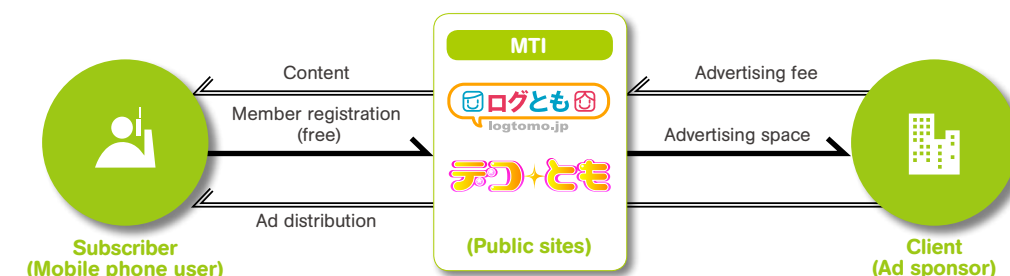 MTI
Content
Advertising fee
ログとも
logtomo.jp
Member registration
(free)
Advertising space
デコとも
Ad distribution
(Public sites)
Subscriber
(Mobile phone user)
Client
(Ad sponsor)